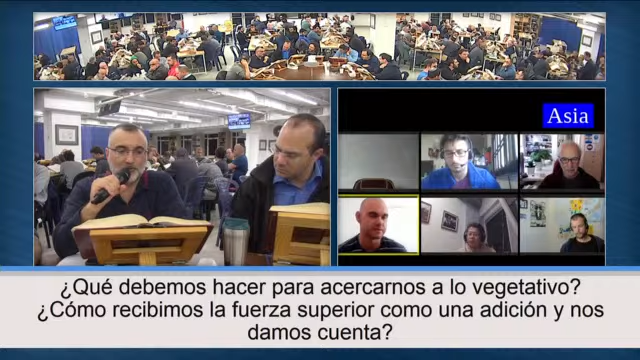 Asia
¿Qué debemos hacer para acercarnos a lo vegetativo?
¿Cómo recibimos la fuerza superior como una adición y nos
damos cuenta?